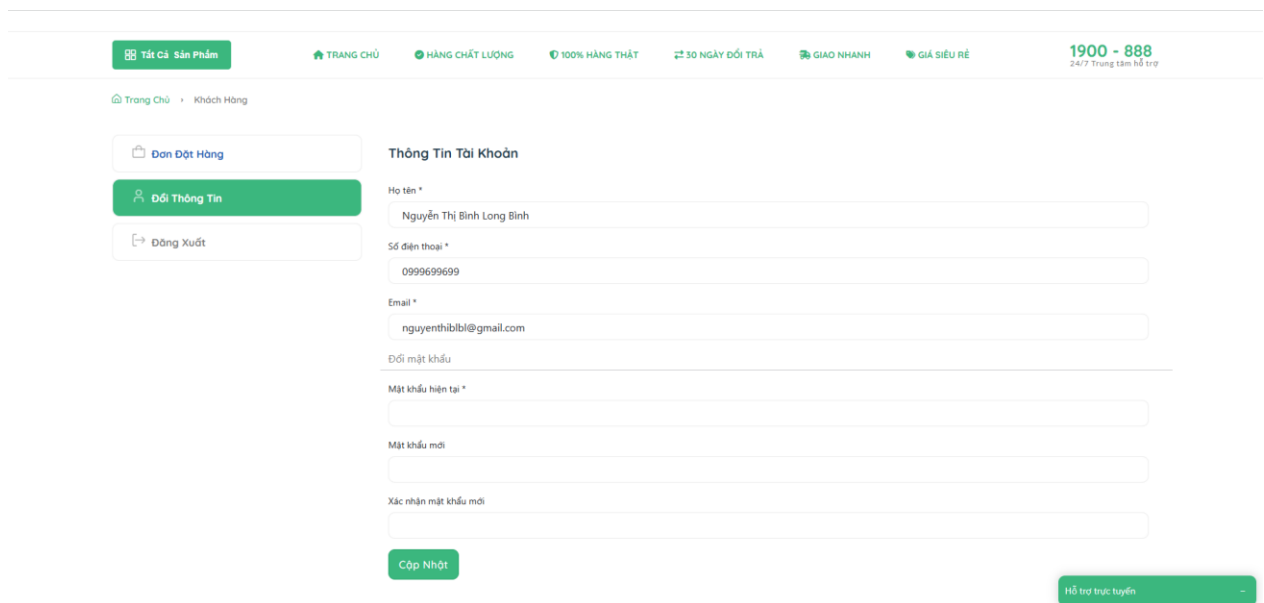 Tất Cả Sản Phẩm
TRANG CHỦ
HÀNG CHẤT LƯỢNG
100% HÀNG THẬT
30 NGÀY ĐỔI TRẢ
GIAO NHANH
GIÁ SIÊU RẺ
1900 - 888
24/7 Trung tâm hỗ trợ
Trang Chủ › Khách Hàng
Đơn Đặt Hàng
Đổi Thông Tin
Đăng Xuất
Thông Tin Tài Khoản
Họ tên *
Nguyễn Thị Bình Long Bình
Số điện thoại *
0999699699
Email *
nguyenthiblbl@gmail.com
Đổi mật khẩu
Mật khẩu hiện tại *
Mật khẩu mới
Xác nhận mật khẩu mới
Cập Nhật
Hỗ trợ trực tuyến